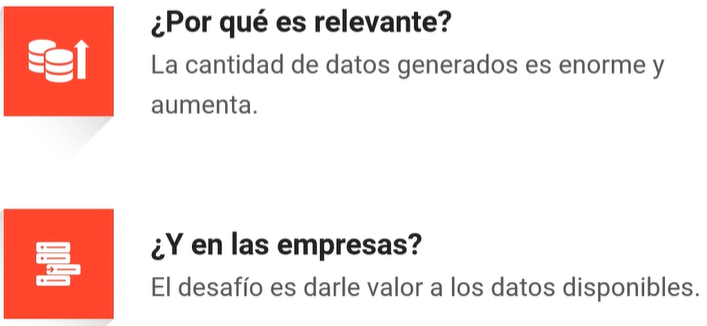 ¿Por qué es relevante?
La cantidad de datos generados es enorme y
aumenta.
¿Y en las empresas?
El desafío es darle valor a los datos disponibles.